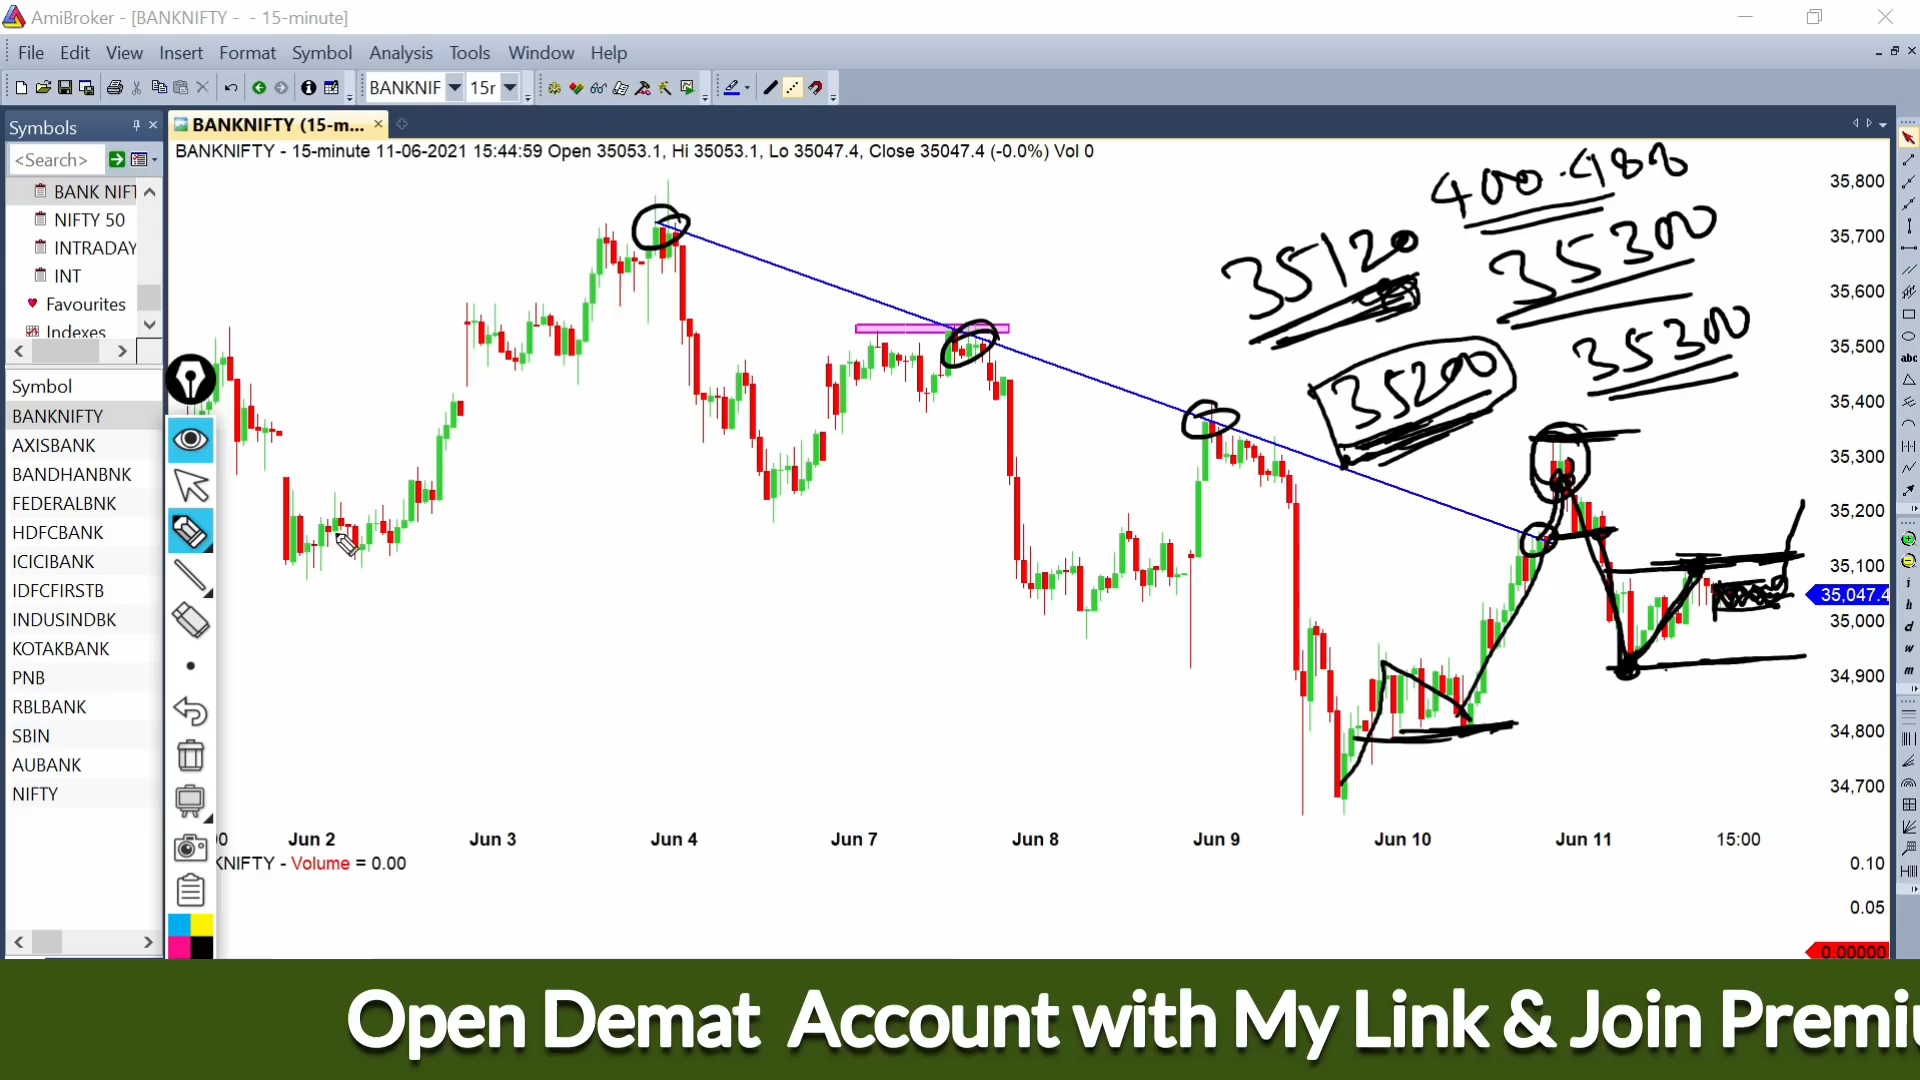 AmiBroker - [BANKNIFTY - - 15-minute]
File Edit View Insert Format Symbol Analysis Tools Window Help
BANKNIF 15r
Symbols
BANKNIFTY (15-m...
<Search>
BANKNIFTY - 15-minute 11-06-2021 15:44:59 Open 35053.1, Hi 35053.1, Lo 35047.4, Close 35047.4 (-0.0%) Vol 0
BANK NIFT
NIFTY 50
INTRADAY
INT
Favourites
Indexes
Symbol
BANKNIFTY
AXISBANK
BANDHANBNK
FEDERALBNK
HDFCBANK
ICICIBANK
IDFCFIRSTB
INDUSINDBK
KOTAKBANK
PNB
RBLBANK
SBIN
AUBANK
NIFTY
400
35120
35300
35300
35200
35,800
35,700
35,600
35,500
35,400
35,300
35,200
35,100
35,047.4
35,000
34,900
34,800
34,700
Jun 2 Jun 3 Jun 4 Jun 7 Jun 8 Jun 9 Jun 10 Jun 11 15:00
KNIFTY - Volume = 0.00
0.10
0.05
0.00000
abc
i
h
d
w
m
Open Demat Account with My Link & Join Premiu